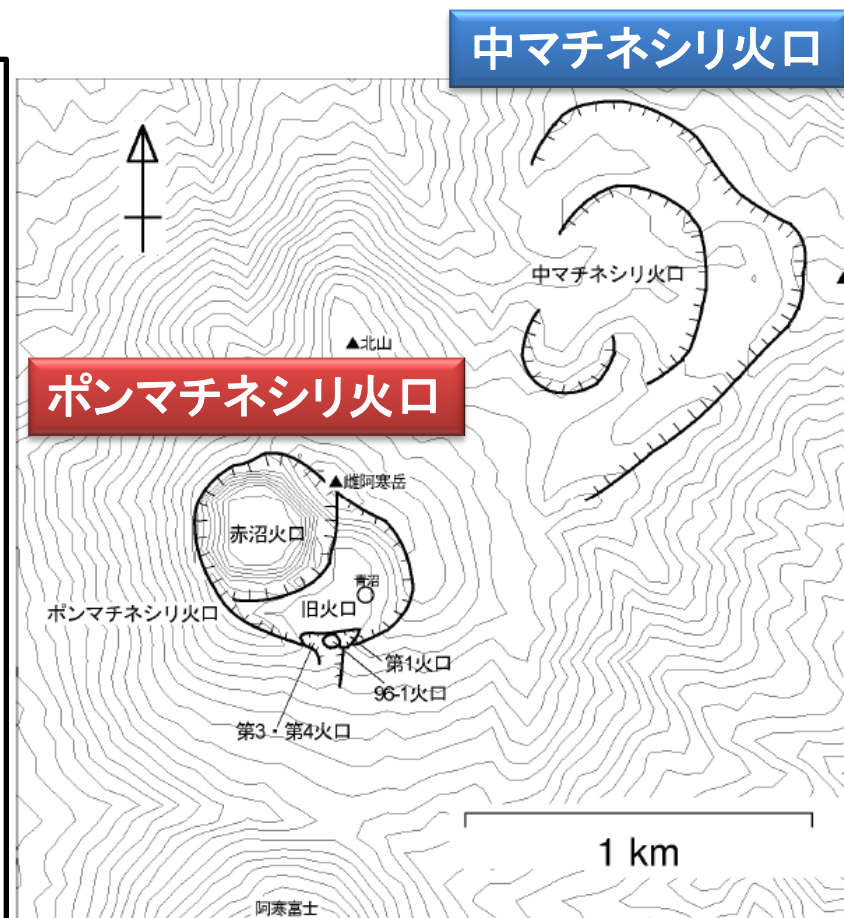 中マチネシリ火口
中マチネシリ火口
▲北山
ポンマチネシリ火口
▲雌阿寒岳
赤沼火口
青沼
旧火口
ポンマチネシリ火口
第1火口
96-1火口
第3・第4火口
1 km
阿寒富士